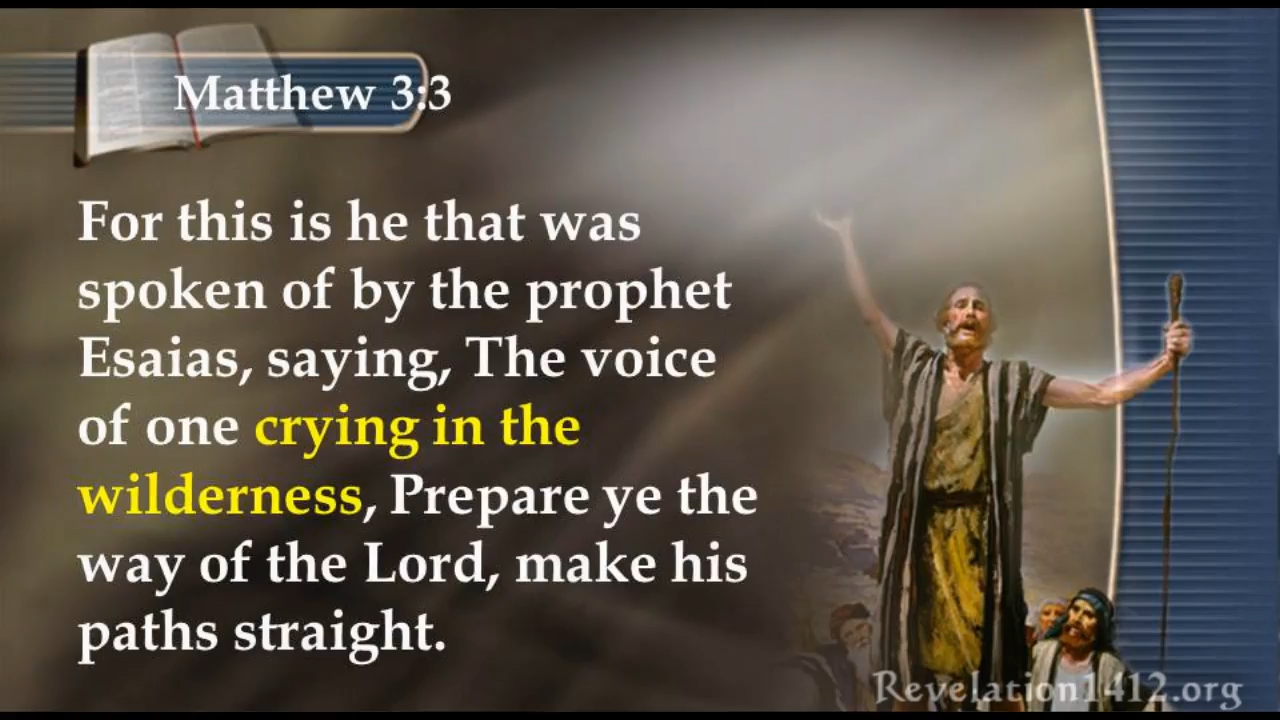 Matthew 3:3
For this is he that was
spoken of by the prophet
Esaias, saying, The voice
of one crying in the
wilderness, Prepare ye the
way of the Lord, make his
paths straight.
Revelation1412.org